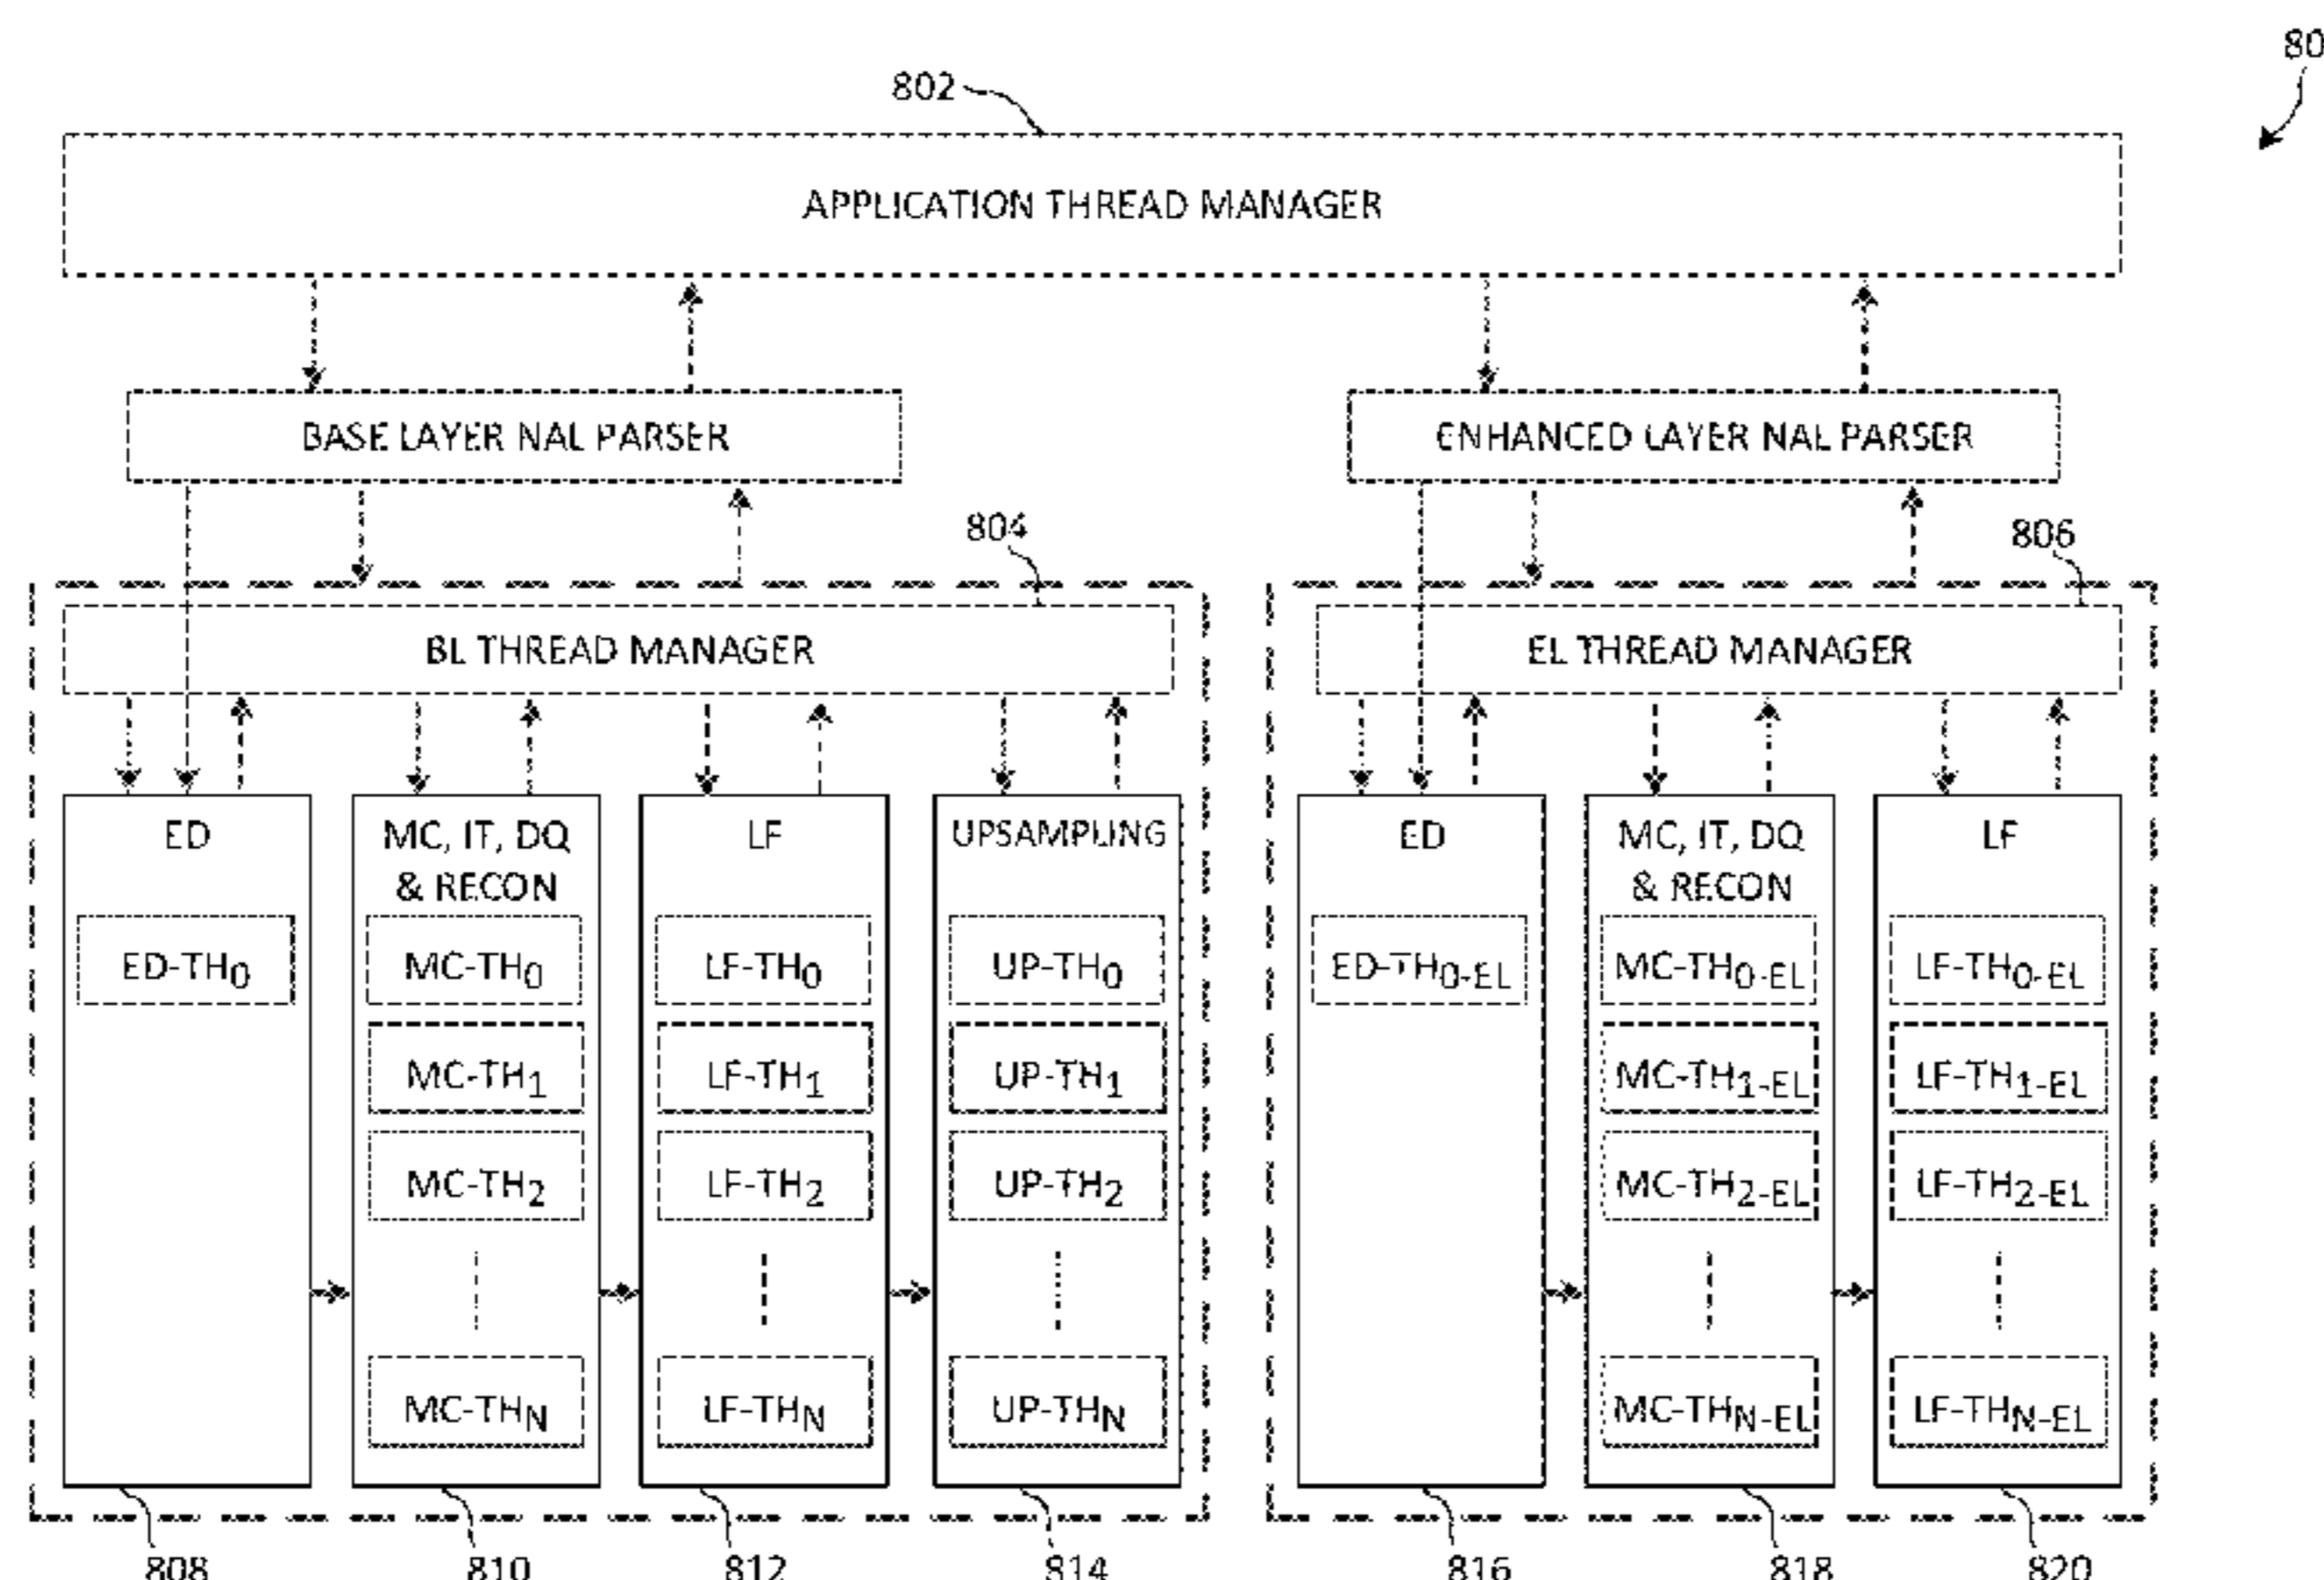 80
802
APPLICATION THREAD MANAGER
BASE LAYER NAL PARSER
ENHANCED LAYER NAL PARSER
804
806
BL THREAD MANAGER
EL THREAD MANAGER
ED
MC, IT, DQ
& RECON
LF
UPSAMPLING
ED
MC, IT, DQ
& RECON
LF
ED-TH0
MC-TH0
LF-TH0
UP-TH0
ED-TH0-EL
MC-TH0-EL
LF-TH0-EL
MC-TH1
LF-TH1
UP-TH1
MC-TH1-EL
LF-TH1-EL
MC-TH2
LF-TH2
UP-TH2
MC-TH2-EL
LF-TH2-EL
MC-THN
LF-THN
UP-THN
MC-THN-EL
LF-THN-EL
808
810
812
814
816
818
820